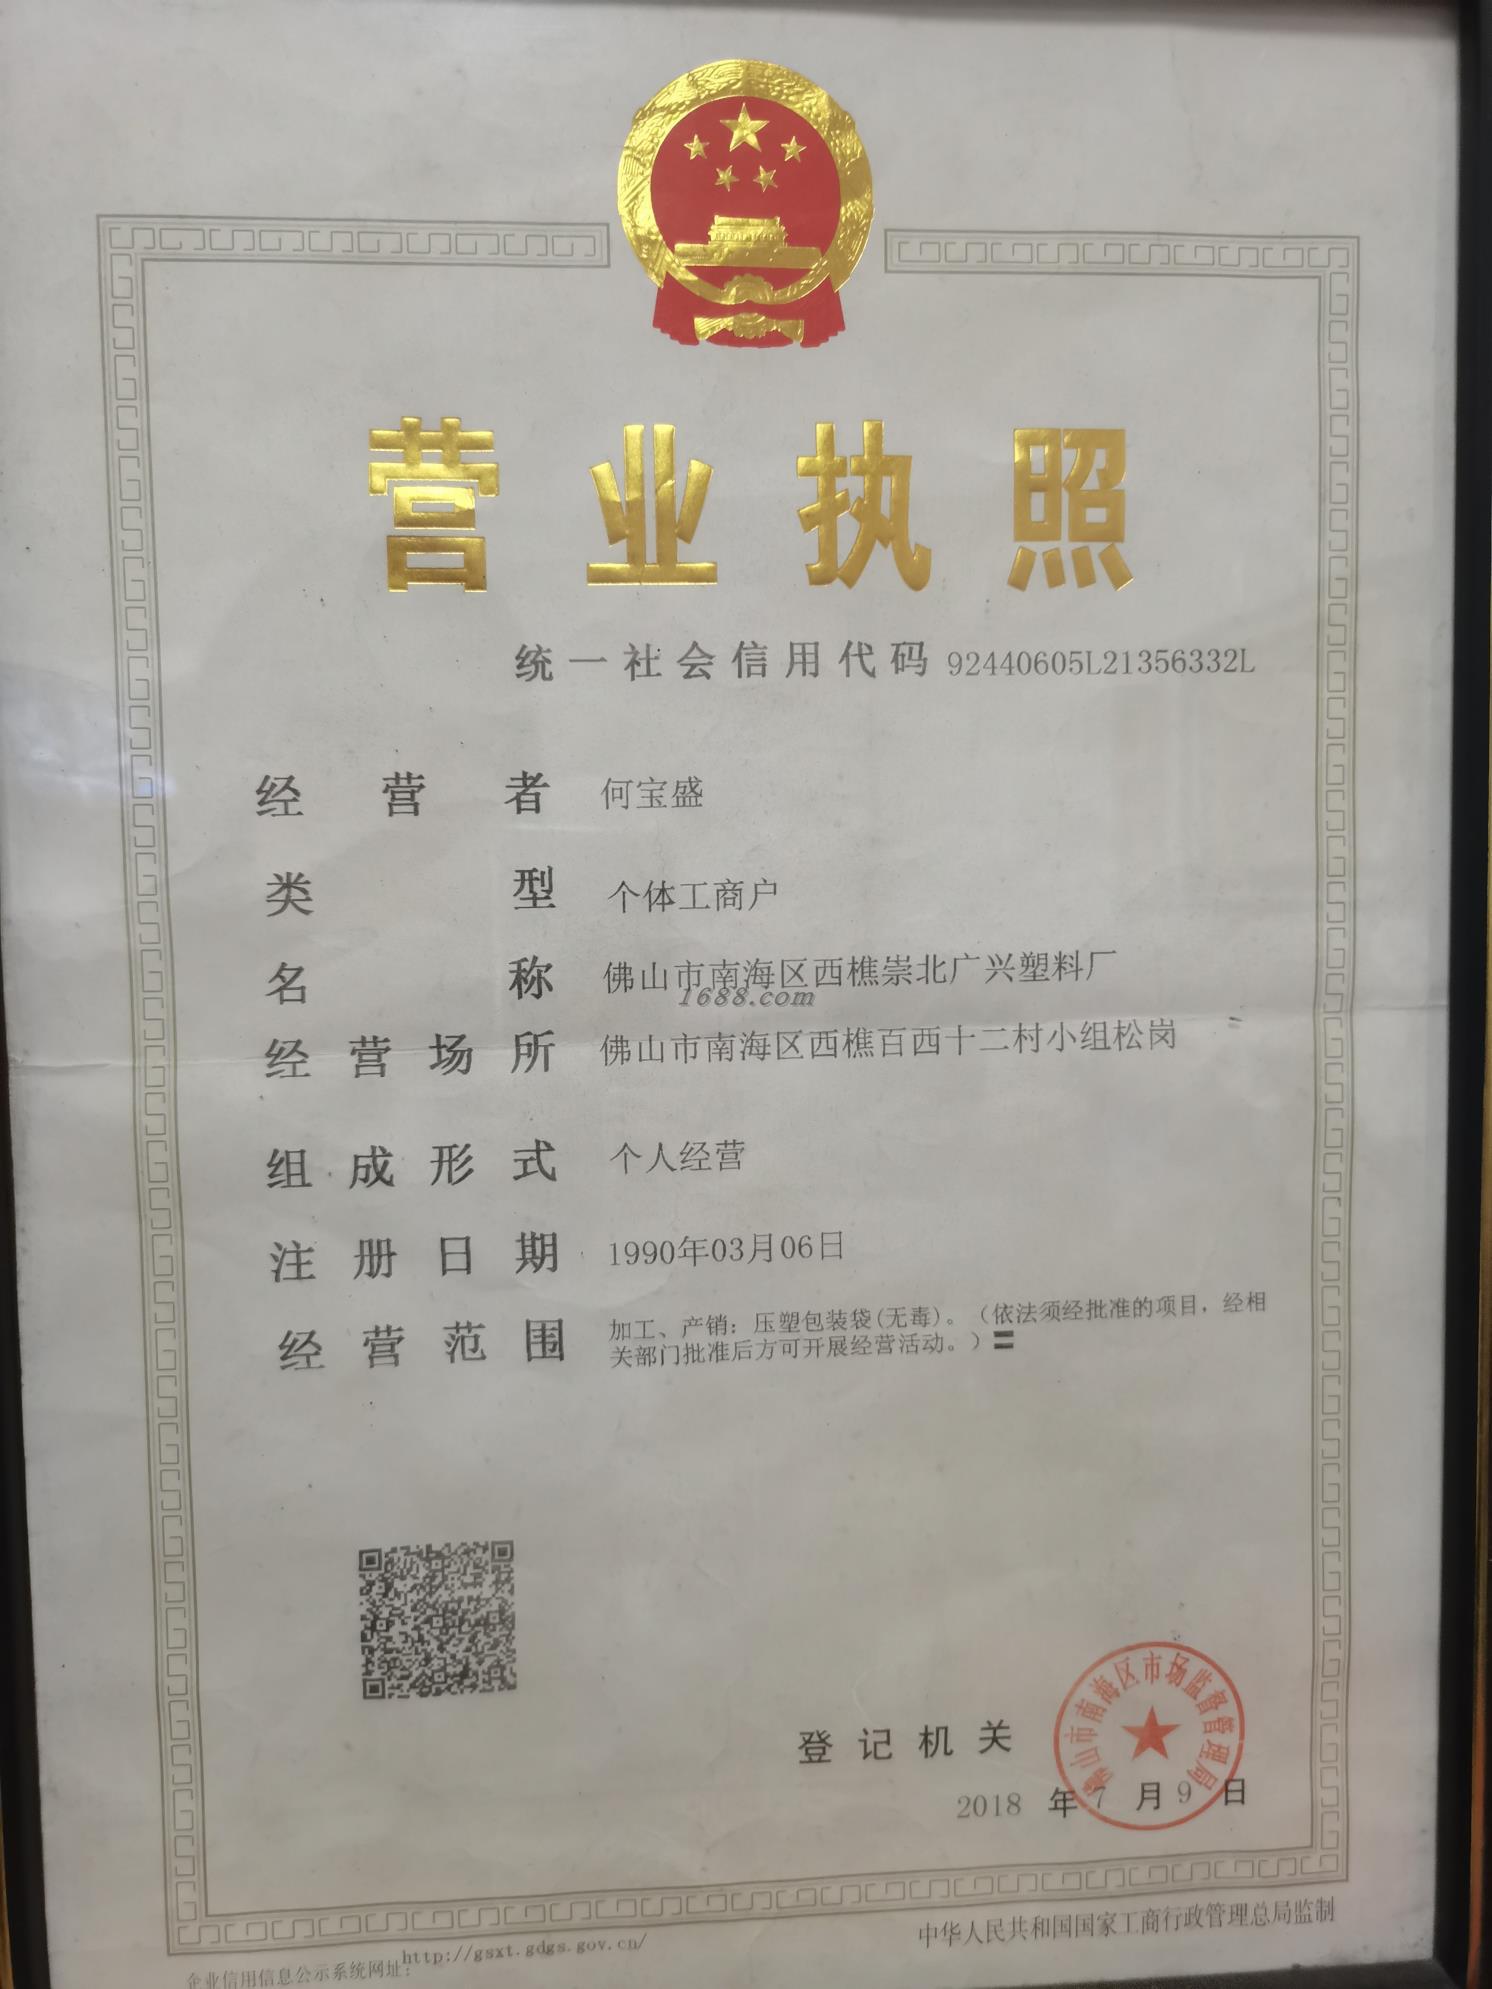 营业执照
统一社会信用代码 92440605L21356332L
经营者 何宝盛
类型 个体工商户
名称 佛山市南海区西樵崇北广兴塑料厂
1688.com
经营场所 佛山市南海区西樵百西十二村小组松岗
组成形式 个人经营
注册日期 1990年03月06日
经营范围 加工、产销：压塑包装袋(无毒)。（依法须经批准的项目，经相
关部门批准后方可开展经营活动。）〓
佛山市南海区市场监督管理局
登记机关
2018 年 7 月 9 日
中华人民共和国国家工商行政管理总局监制
企业信用信息公示系统网址：http://gsxt.gdgs.gov.cn/